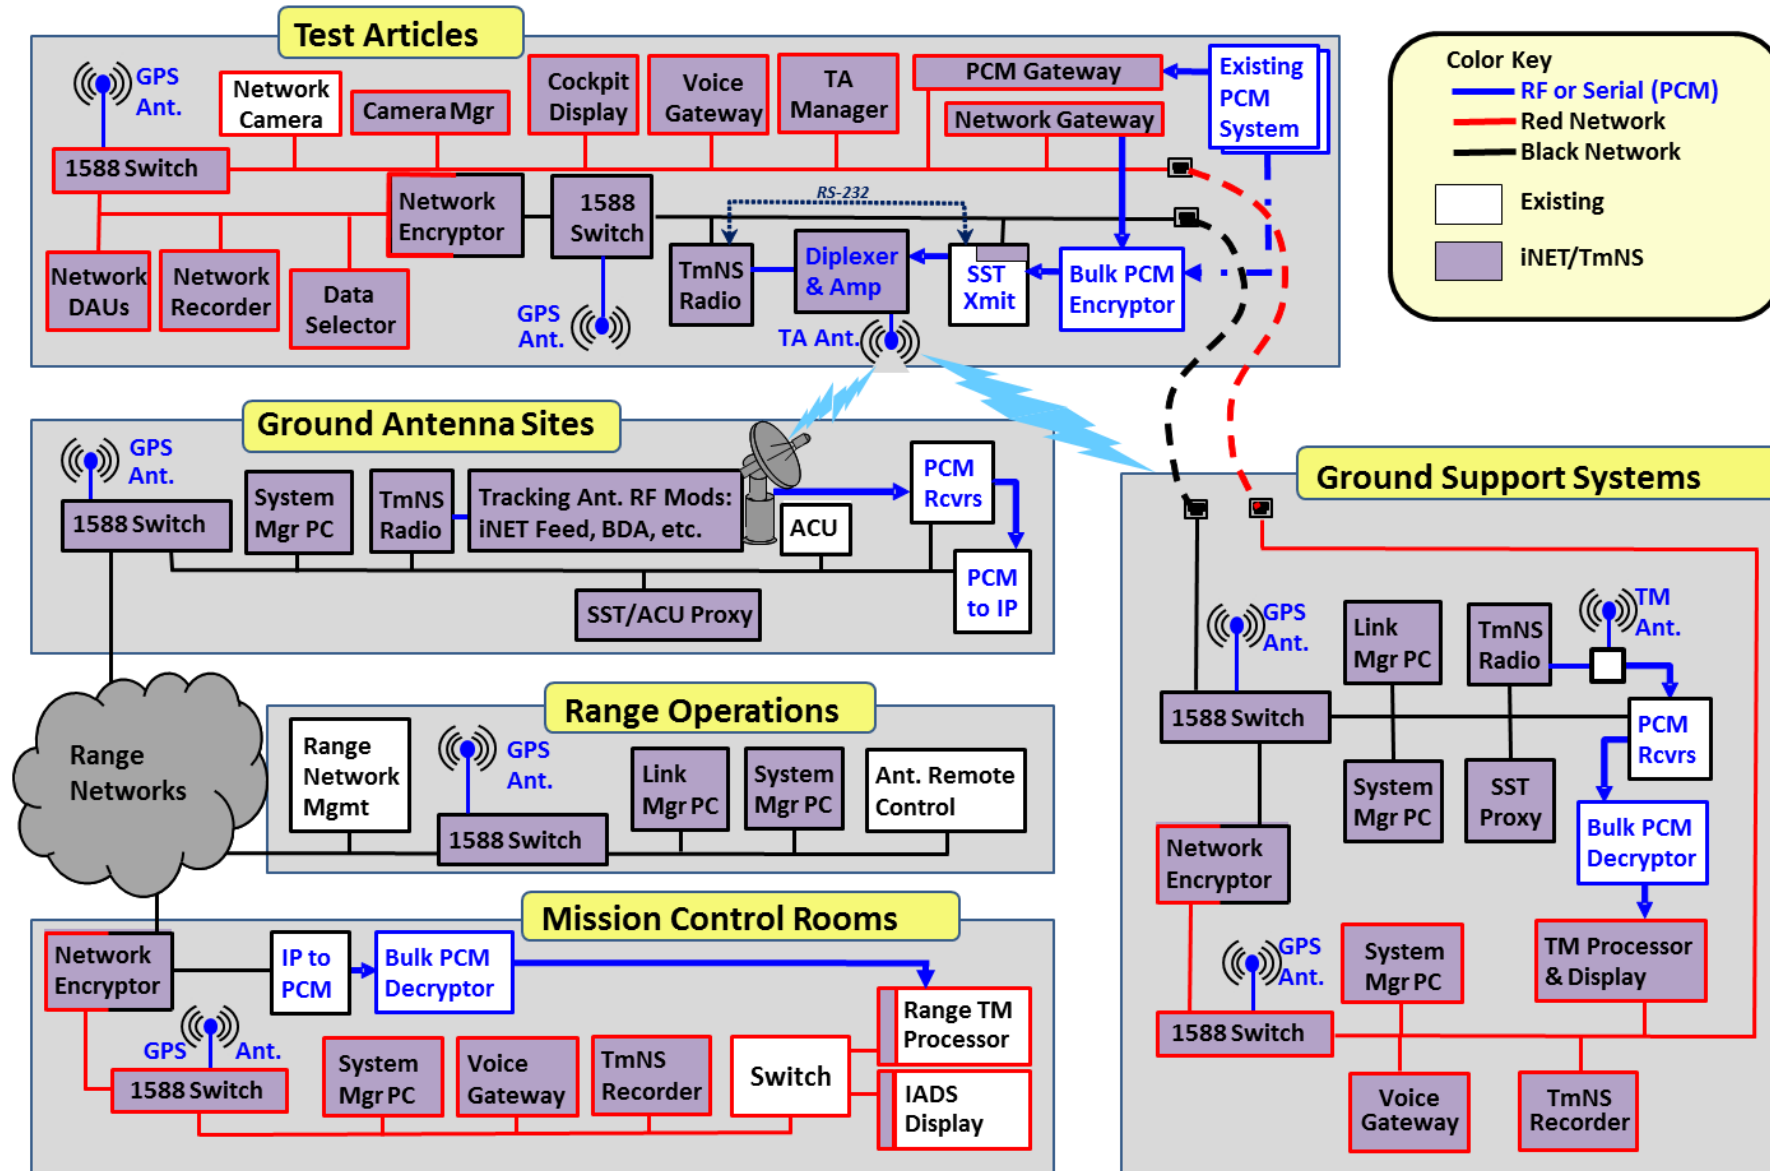 Test Articles
GPS
Ant.
Network
Camera
Camera Mgr
Cockpit
Display
Voice
Gateway
TA
Manager
PCM Gateway
Network Gateway
Existing
PCM
System
1588 Switch
Network
Encryptor
1588
Switch
RS-232
Network
DAUs
Network
Recorder
Data
Selector
GPS
Ant.
TmNS
Radio
Diplexer
& Amp
TA Ant.
SST
Xmit
Bulk PCM
Encryptor
Color Key
RF or Serial (PCM)
Red Network
Black Network
Existing
iNET/TmNS
Ground Antenna Sites
GPS
Ant.
1588 Switch
System
Mgr PC
TmNS
Radio
Tracking Ant. RF Mods:
iNET Feed, BDA, etc.
ACU
PCM
Rcvrs
PCM
to IP
SST/ACU Proxy
Range
Networks
Range Operations
Range
Network
Mgmt
GPS
Ant.
1588 Switch
Link
Mgr PC
System
Mgr PC
Ant. Remote
Control
Mission Control Rooms
Network
Encryptor
IP to
PCM
Bulk PCM
Decryptor
GPS
Ant.
1588 Switch
System
Mgr PC
Voice
Gateway
TmNS
Recorder
Switch
Range TM
Processor
IADS
Display
Ground Support Systems
GPS
Ant.
Link
Mgr PC
TmNS
Radio
TM
Ant.
1588 Switch
System
Mgr PC
SST
Proxy
PCM
Rcvrs
Bulk PCM
Decryptor
Network
Encryptor
GPS
Ant.
System
Mgr PC
TM Processor
& Display
1588 Switch
Voice
Gateway
TmNS
Recorder